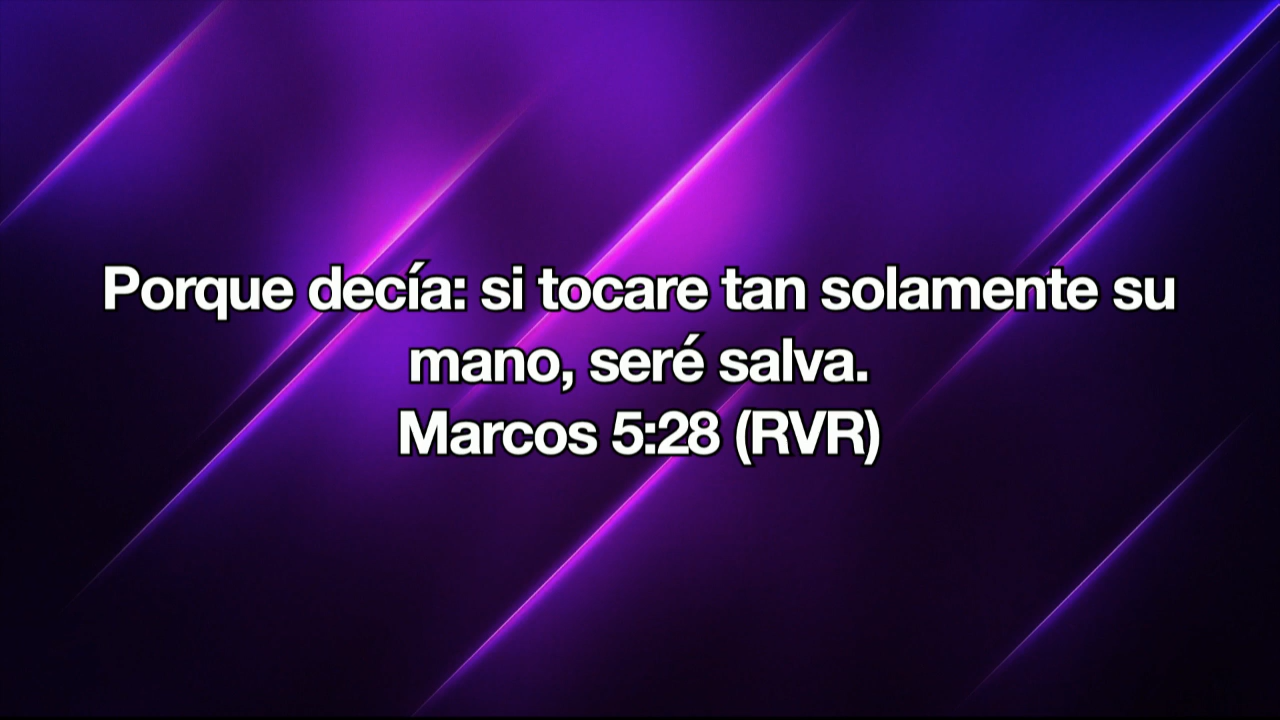 Porque decía: si tocare tan solamente su
mano, seré salva.
Marcos 5:28 (RVR)